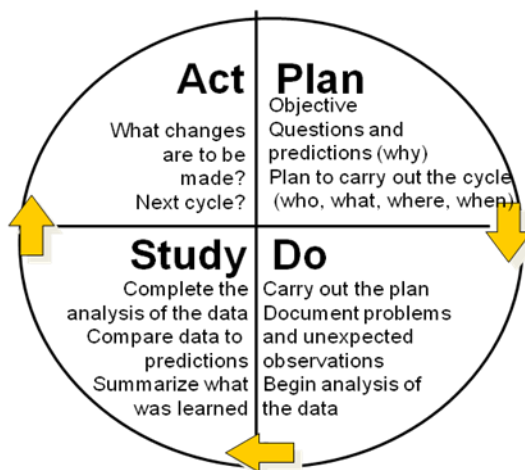 Act
What changes
are to be
made?
Next cycle?
Plan
Objective
Questions and
predictions (why)
Plan to carry out the cycle
(who, what, where, when)
Study
Complete the
analysis of the data
Compare data to
predictions
Summarize what
was learned
Do
Carry out the plan
Document problems
and unexpected
observations
Begin analysis of
the data